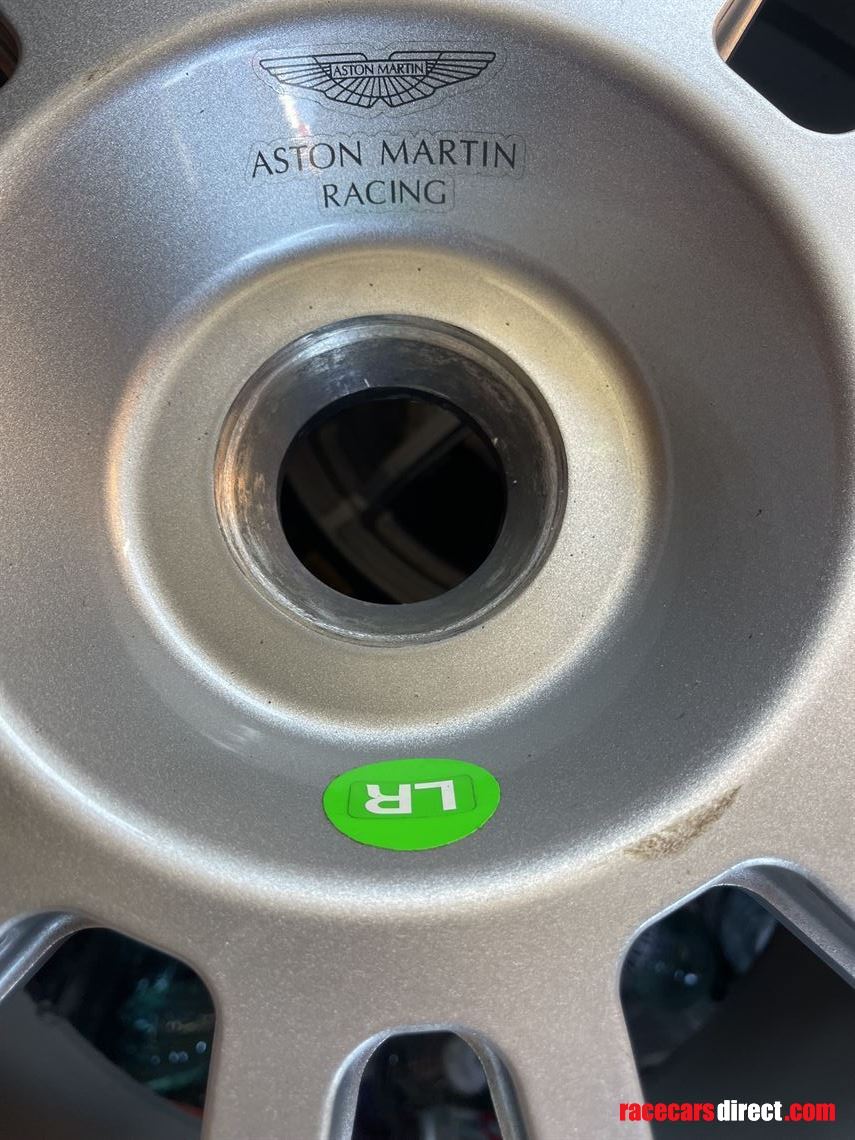 ASTON MARTIN
ASTON MARTIN
RACING
LR
racecarsdirect.com